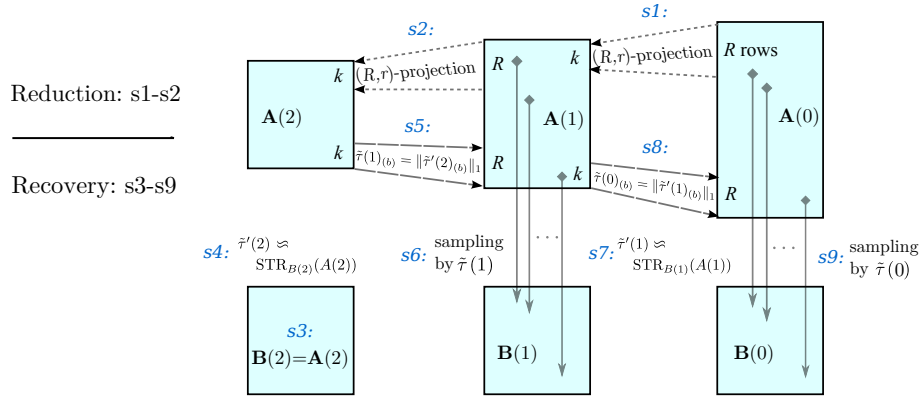 Reduction: s1-s2
Recovery: s3-s9
s2:
s1:
k
(R,r)-projection
R
k
(R,r)-projection
R rows
A(2)
A(1)
A(0)
s5:
k
τ̃(1)₍b₎ = ‖τ̃′(2)₍b₎‖₁
R
s8:
k
τ̃(0)₍b₎ = ‖τ̃′(1)₍b₎‖₁
R
s4: τ̃′(2) ≈
STR_{B(2)}(A(2))
s6: sampling
by τ̃(1)
...
s7: τ̃′(1) ≈
STR_{B(1)}(A(1))
...
s9: sampling
by τ̃(0)
s3:
B(2)=A(2)
B(1)
B(0)